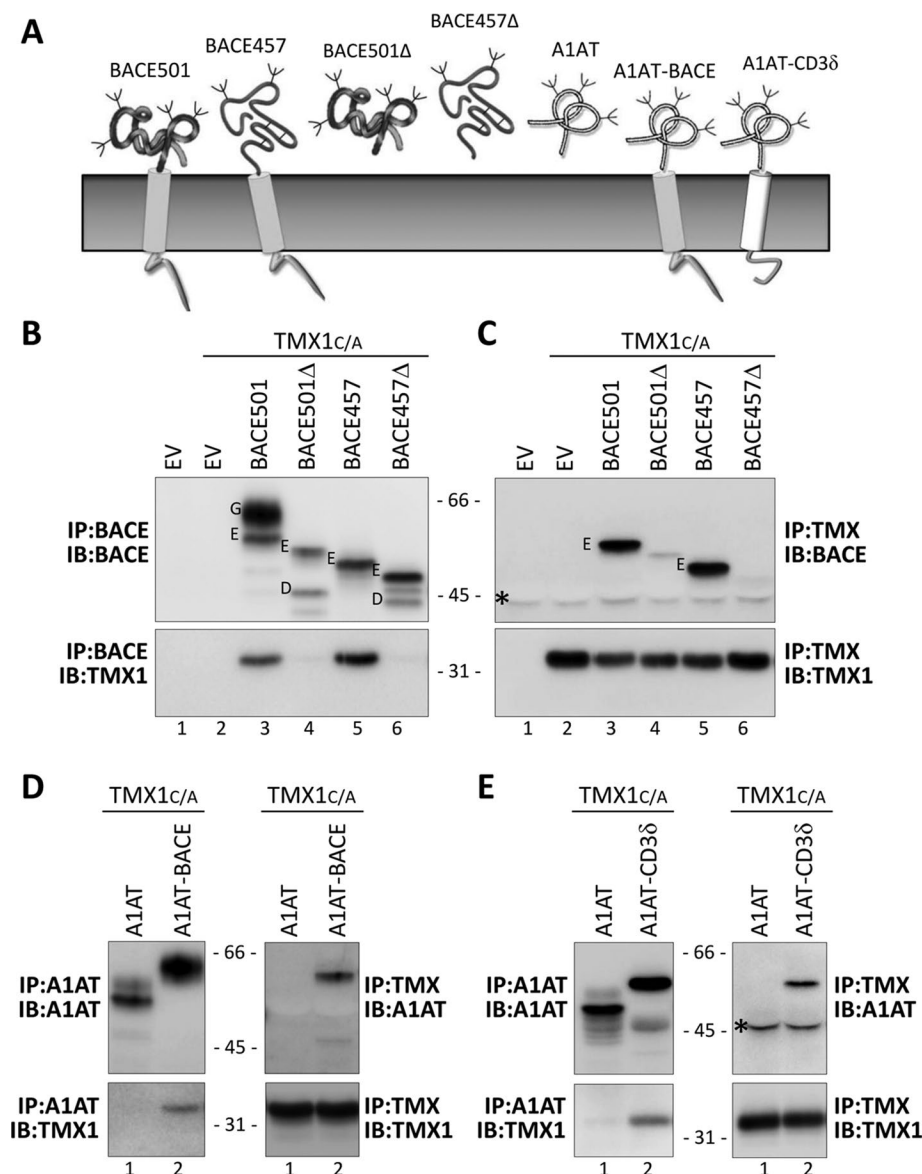 A
BACE501
BACE457
BACE501Δ
BACE457Δ
A1AT
A1AT-BACE
A1AT-CD3δ
B
TMX1C/A
EV
EV
BACE501
BACE501Δ
BACE457
BACE457Δ
IP:BACE
IB:BACE
G
E
E
D
E
E
D
- 66 -
- 45 -
IP:BACE
IB:TMX1
- 31 -
1 2 3 4 5 6
C
TMX1C/A
EV
EV
BACE501
BACE501Δ
BACE457
BACE457Δ
E
E
*
IP:TMX
IB:BACE
IP:TMX
IB:TMX1
1 2 3 4 5 6
D
TMX1C/A
A1AT
A1AT-BACE
IP:A1AT
IB:A1AT
- 66 -
- 45 -
IP:A1AT
IB:TMX1
- 31 -
1 2
TMX1C/A
A1AT
A1AT-BACE
IP:TMX
IB:A1AT
IP:TMX
IB:TMX1
1 2
E
TMX1C/A
A1AT
A1AT-CD3δ
IP:A1AT
IB:A1AT
- 66 -
- 45 -
IP:A1AT
IB:TMX1
- 31 -
1 2
TMX1C/A
A1AT
A1AT-CD3δ
*
IP:TMX
IB:A1AT
IP:TMX
IB:TMX1
1 2